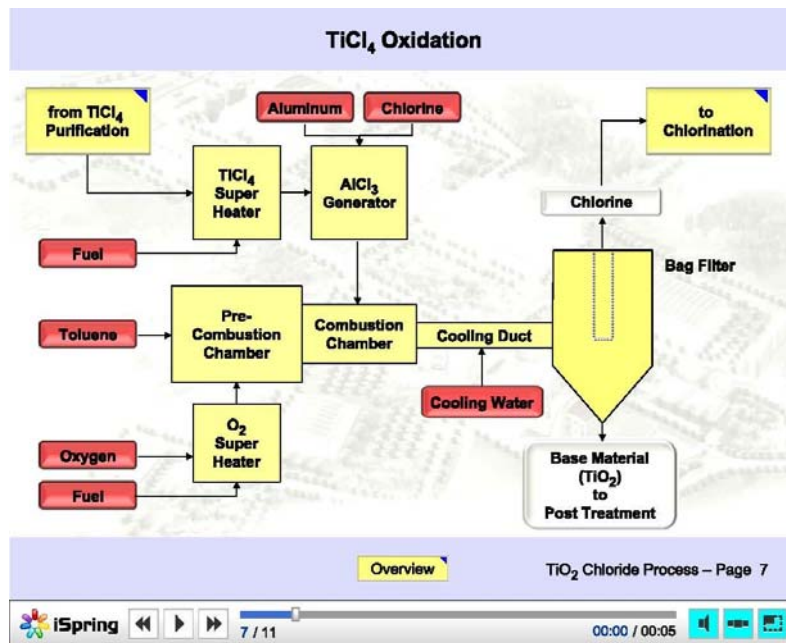 TiCl₄ Oxidation
from TiCl₄
Purification
Aluminum
Chlorine
to
Chlorination
TiCl₄
Super
Heater
AlCl₃
Generator
Chlorine
Fuel
Bag Filter
Toluene
Pre-
Combustion
Chamber
Combustion
Chamber
Cooling Duct
Cooling Water
O₂
Super
Heater
Oxygen
Fuel
Base Material
(TiO₂)
to
Post Treatment
Overview
TiO₂ Chloride Process – Page 7
iSpring
7 / 11
00:00 / 00:05